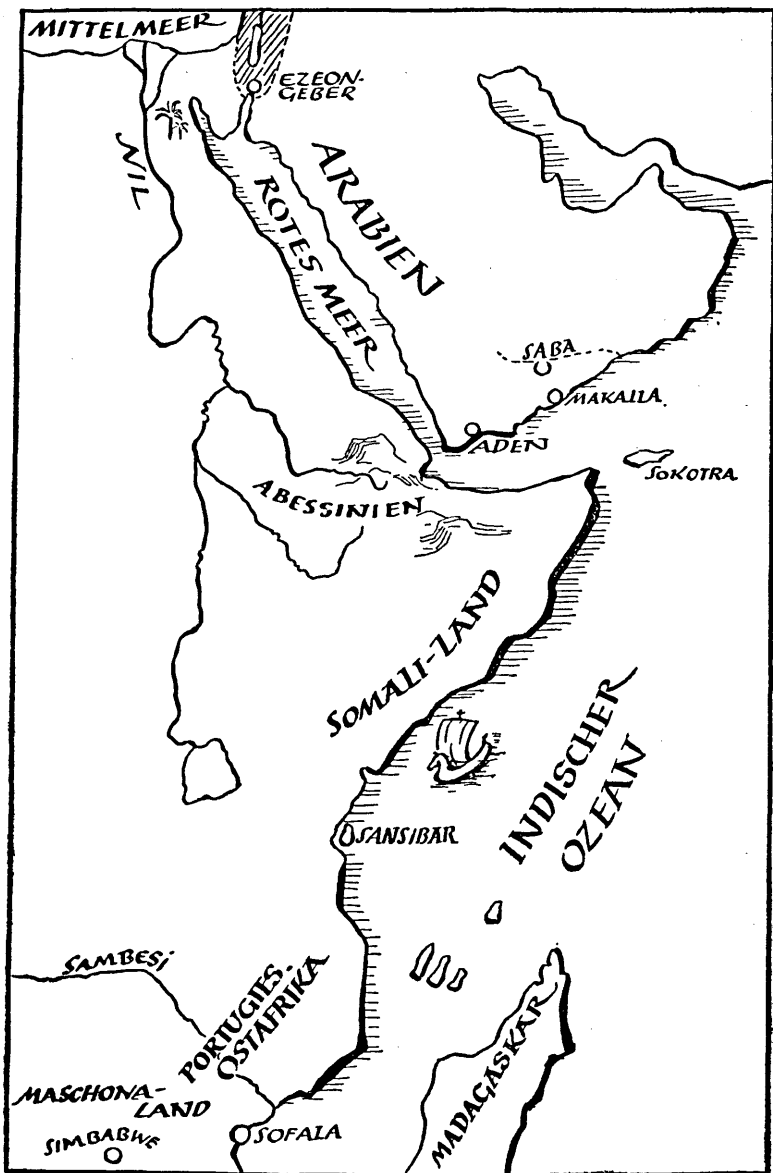 MITTELMEER
EZEON-
GEBER
NIL
ARABIEN
ROTES MEER
SABA
MAKALLA
ADEN
SOKOTRA
ABESSINIEN
SOMALI-LAND
INDISCHER
OZEAN
SANSIBAR
SAMBESI
PORTUGIES.
OSTAFRIKA
MADAGASKAR
MASCHONA-
LAND
SOFALA
SIMBABWE